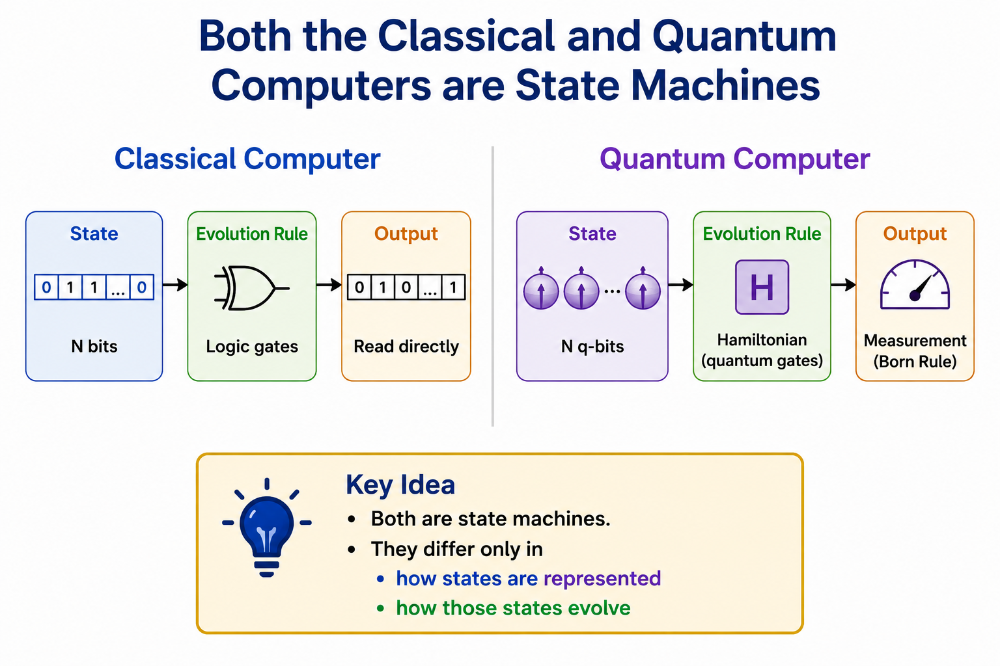 Both the Classical and Quantum
Computers are State Machines
Classical Computer
State
0 1 1 ... 0
N bits
Evolution Rule
Logic gates
Output
0 1 0 ... 1
Read directly
Quantum Computer
State
...
N q-bits
Evolution Rule
H
Hamiltonian
(quantum gates)
Output
Measurement
(Born Rule)
Key Idea
• Both are state machines.
• They differ only in
• how states are represented
• how those states evolve